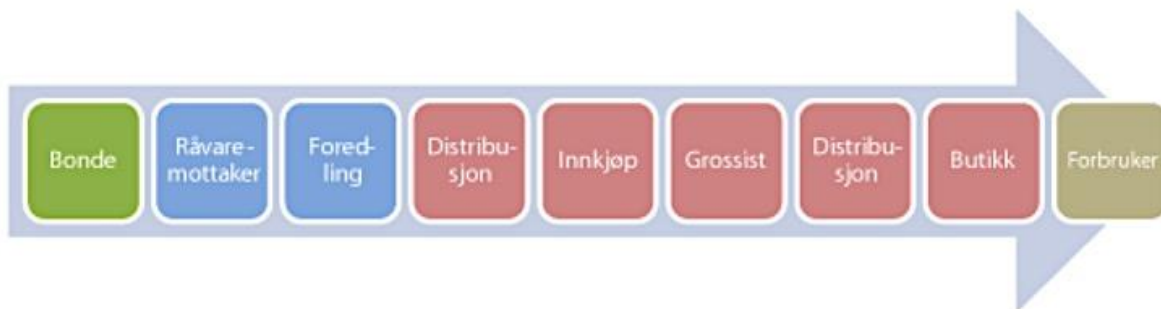 Bonde
Råvare-
mottaker
Fored-
ling
Distribu-
sjon
Innkjøp
Grossist
Distribu-
sjon
Butikk
Forbruker